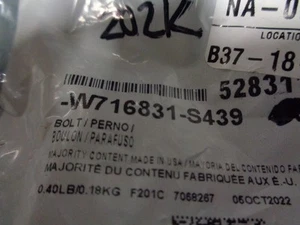 202K
NA-0
LOCATIO
B37-18
52831
-W716831-S439
BOLT/PERNO/
BOULON/PARAFUSO
MAJORITY CONTENT MADE IN USA/MAYORIA DEL CONTENIDO FA
MAJORITÉ DU CONTENU FABRIQUÉE AUX É.-U.
0.40LB/0.18KG F201C 7068267 05OCT2022